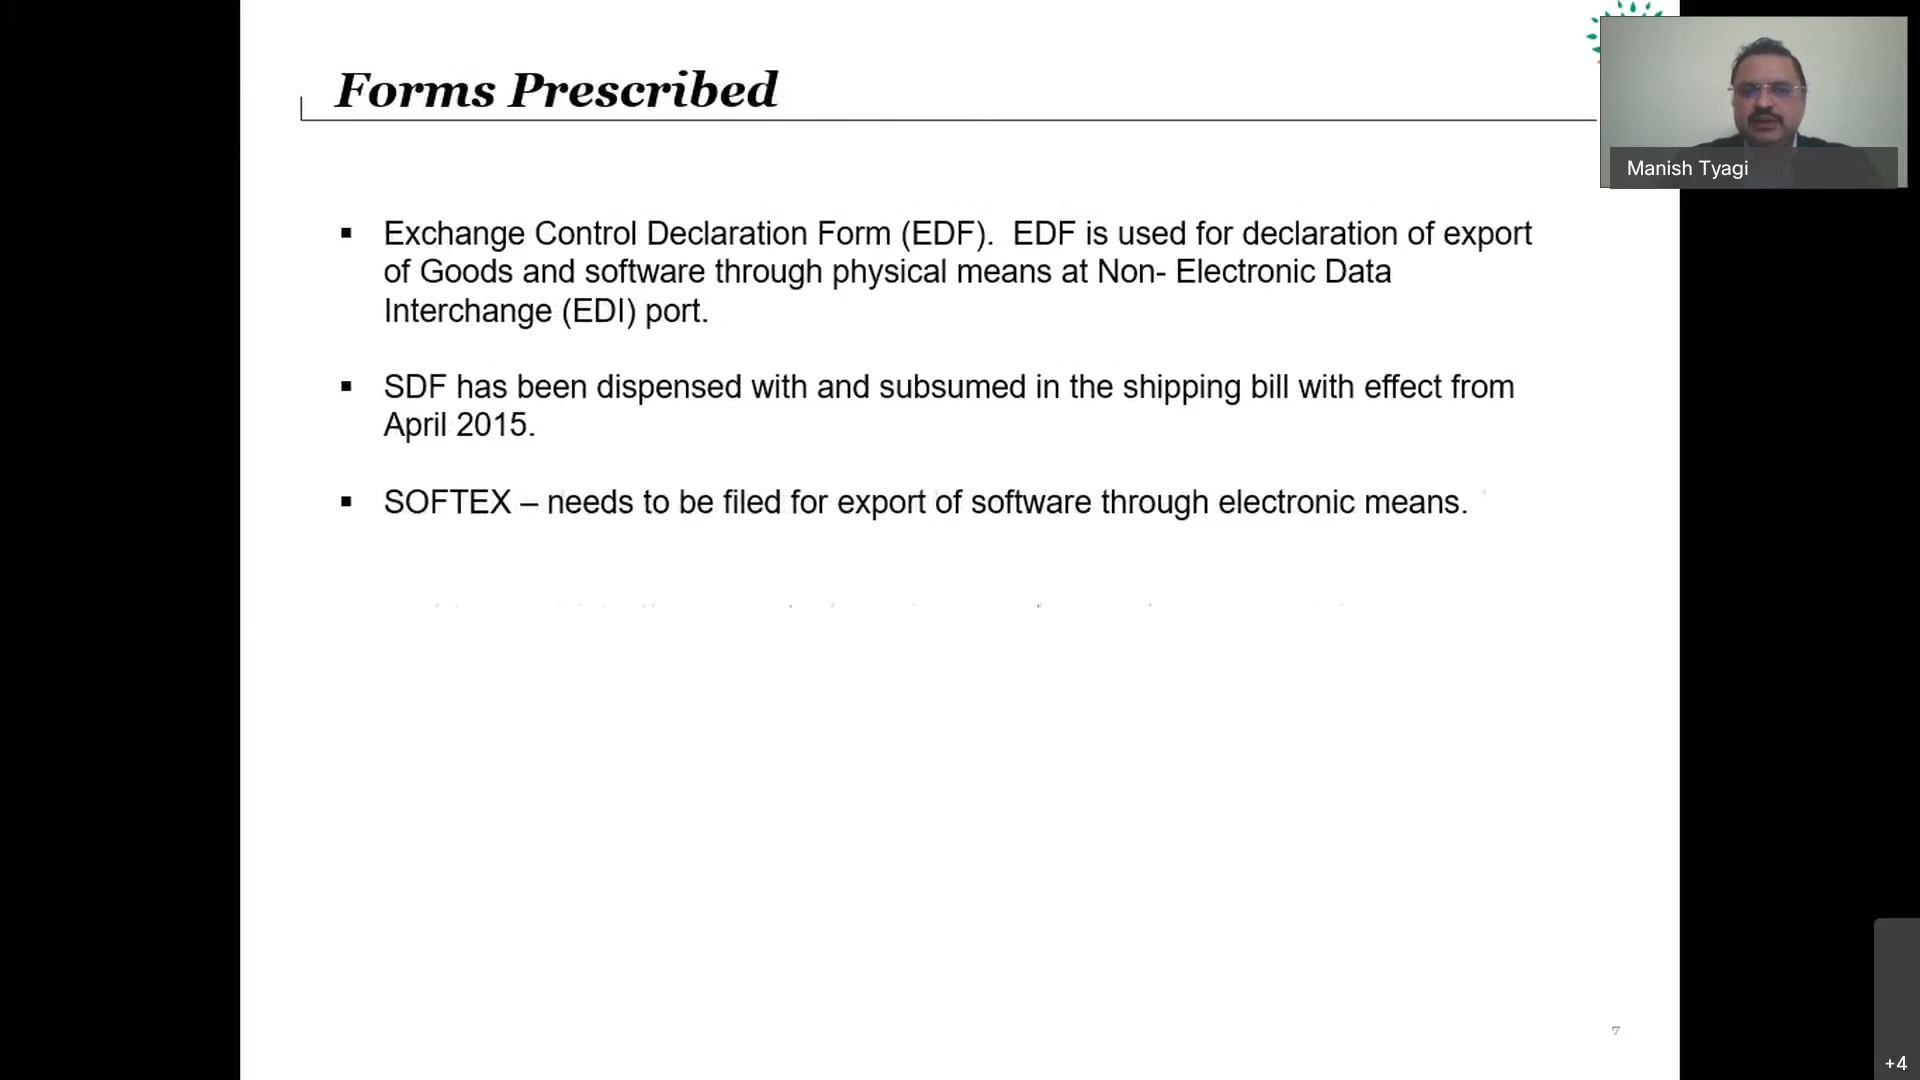 Forms Prescribed
Manish Tyagi
▪ Exchange Control Declaration Form (EDF).  EDF is used for declaration of export
of Goods and software through physical means at Non- Electronic Data
Interchange (EDI) port.
▪ SDF has been dispensed with and subsumed in the shipping bill with effect from
April 2015.
▪ SOFTEX – needs to be filed for export of software through electronic means.
7
+4